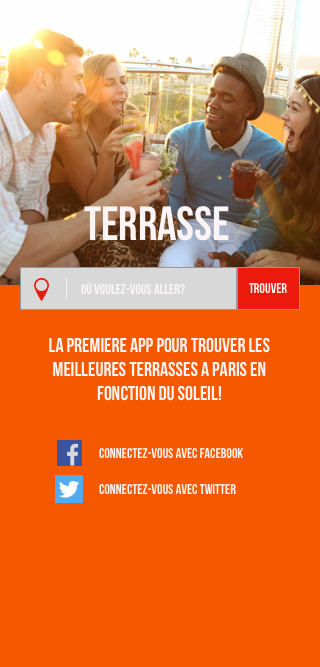 TERRASSE
OÙ VOULEZ-VOUS ALLER?
TROUVER
LA PREMIERE APP POUR TROUVER LES
MEILLEURES TERRASSES A PARIS EN
FONCTION DU SOLEIL!
CONNECTEZ-VOUS AVEC FACEBOOK
CONNECTEZ-VOUS AVEC TWITTER